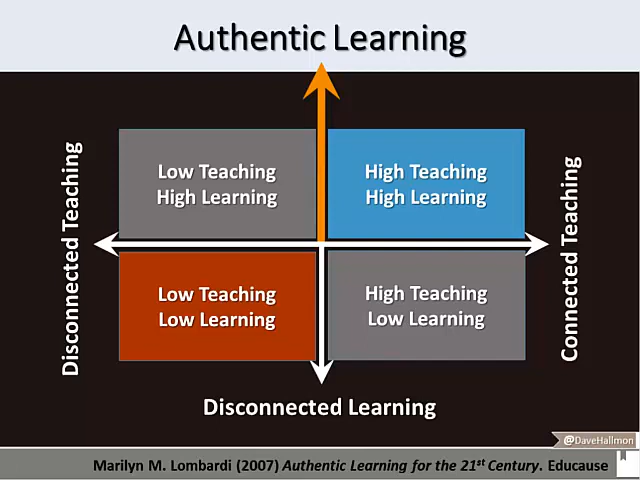 Authentic Learning
Disconnected Teaching
Low Teaching
High Learning
High Teaching
High Learning
Connected Teaching
Low Teaching
Low Learning
High Teaching
Low Learning
Disconnected Learning
@DaveHallmon
Marilyn M. Lombardi (2007) Authentic Learning for the 21st Century. Educause